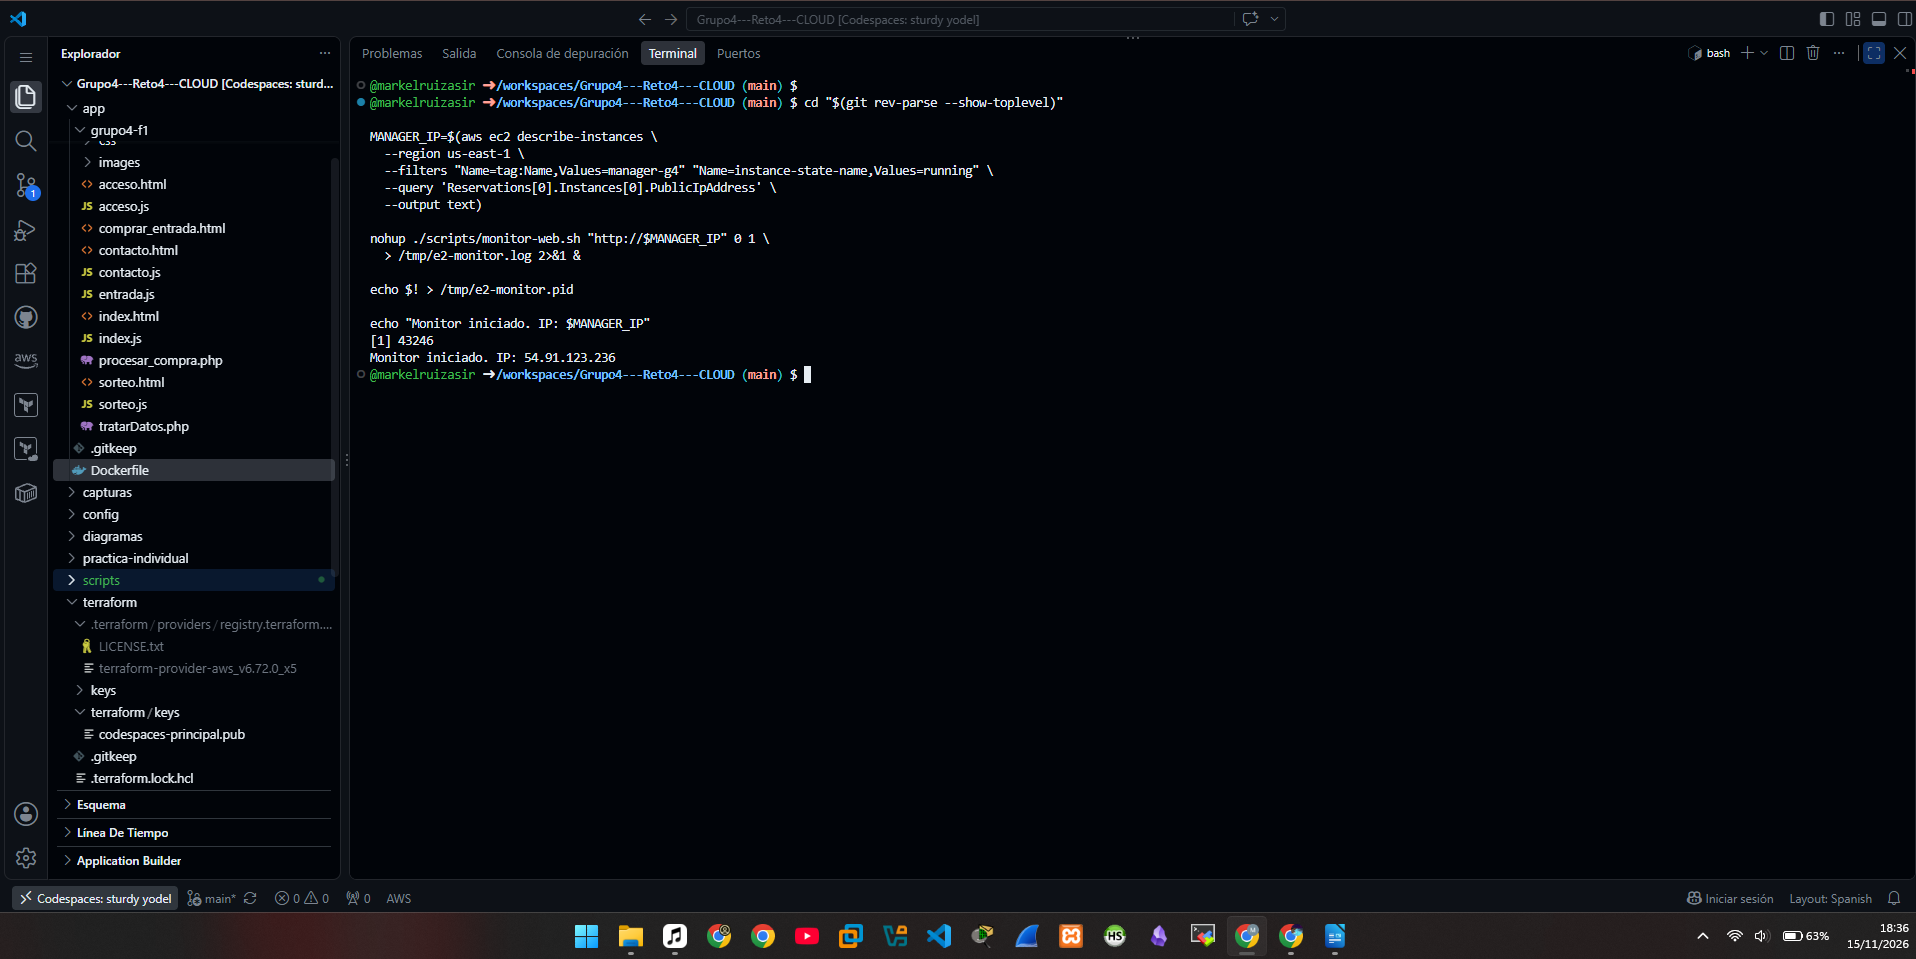 Grupo4---Reto4---CLOUD [Codespaces: sturdy yodel]
Explorador
Grupo4---Reto4---CLOUD [Codespaces: sturd...
app
grupo4-f1
css
images
acceso.html
JS acceso.js
comprar_entrada.html
contacto.html
JS contacto.js
JS entrada.js
index.html
JS index.js
procesar_compra.php
sorteo.html
JS sorteo.js
tratarDatos.php
.gitkeep
Dockerfile
capturas
config
diagramas
practica-individual
scripts
terraform
.terraform / providers / registry.terraform....
LICENSE.txt
terraform-provider-aws_v6.72.0_x5
keys
terraform / keys
codespaces-principal.pub
.gitkeep
.terraform.lock.hcl
Esquema
Línea De Tiempo
Application Builder
1
aws
Problemas
Salida
Consola de depuración
Terminal
Puertos
bash
@markelruizasir ➜/workspaces/Grupo4---Reto4---CLOUD (main) $
@markelruizasir ➜/workspaces/Grupo4---Reto4---CLOUD (main) $ cd "$(git rev-parse --show-toplevel)"
MANAGER_IP=$(aws ec2 describe-instances \
--region us-east-1 \
--filters "Name=tag:Name,Values=manager-g4" "Name=instance-state-name,Values=running" \
--query 'Reservations[0].Instances[0].PublicIpAddress' \
--output text)
nohup ./scripts/monitor-web.sh "http://$MANAGER_IP" 0 1 \
> /tmp/e2-monitor.log 2>&1 &
echo $! > /tmp/e2-monitor.pid
echo "Monitor iniciado. IP: $MANAGER_IP"
[1] 43246
Monitor iniciado. IP: 54.91.123.236
@markelruizasir ➜/workspaces/Grupo4---Reto4---CLOUD (main) $
Codespaces: sturdy yodel
main*
0
0
0
AWS
Iniciar sesión
Layout: Spanish
HS
63%
18:36
15/11/2026